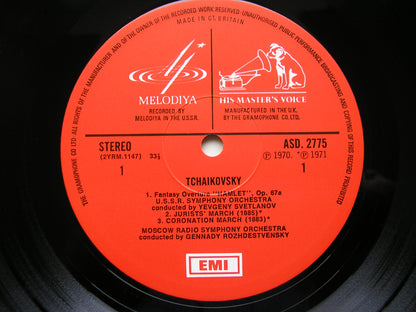 THE GRAMOPHONE CO LTD ALL RIGHTS OF THE MANUFACTURER AND OF THE OWNER OF THE RECORDED WORK RESERVED UNAUTHORISED PUBLIC PERFORMANCE BROADCASTING AND COPYING OF THIS RECORD PROHIBITED
MADE IN GT. BRITAIN
MELODIYA
RECORDED BY
MELODIYA IN THE U.S.S.R.
HIS MASTER'S VOICE
MANUFACTURED IN THE U.K.
BY THE GRAMOPHONE CO. LTD.
STEREO
(2YRM.1147) 33⅓
1
ASD. 2775
Ⓟ 1970. *Ⓟ 1971
1
TCHAIKOVSKY
1. Fantasy Overture "HAMLET", Op. 67a
U.S.S.R. SYMPHONY ORCHESTRA
conducted by YEVGENY SVETLANOV
2. JURISTS' MARCH (1885)*
3. CORONATION MARCH (1883)*
MOSCOW RADIO SYMPHONY ORCHESTRA
conducted by GENNADY ROZHDESTVENSKY
EMI